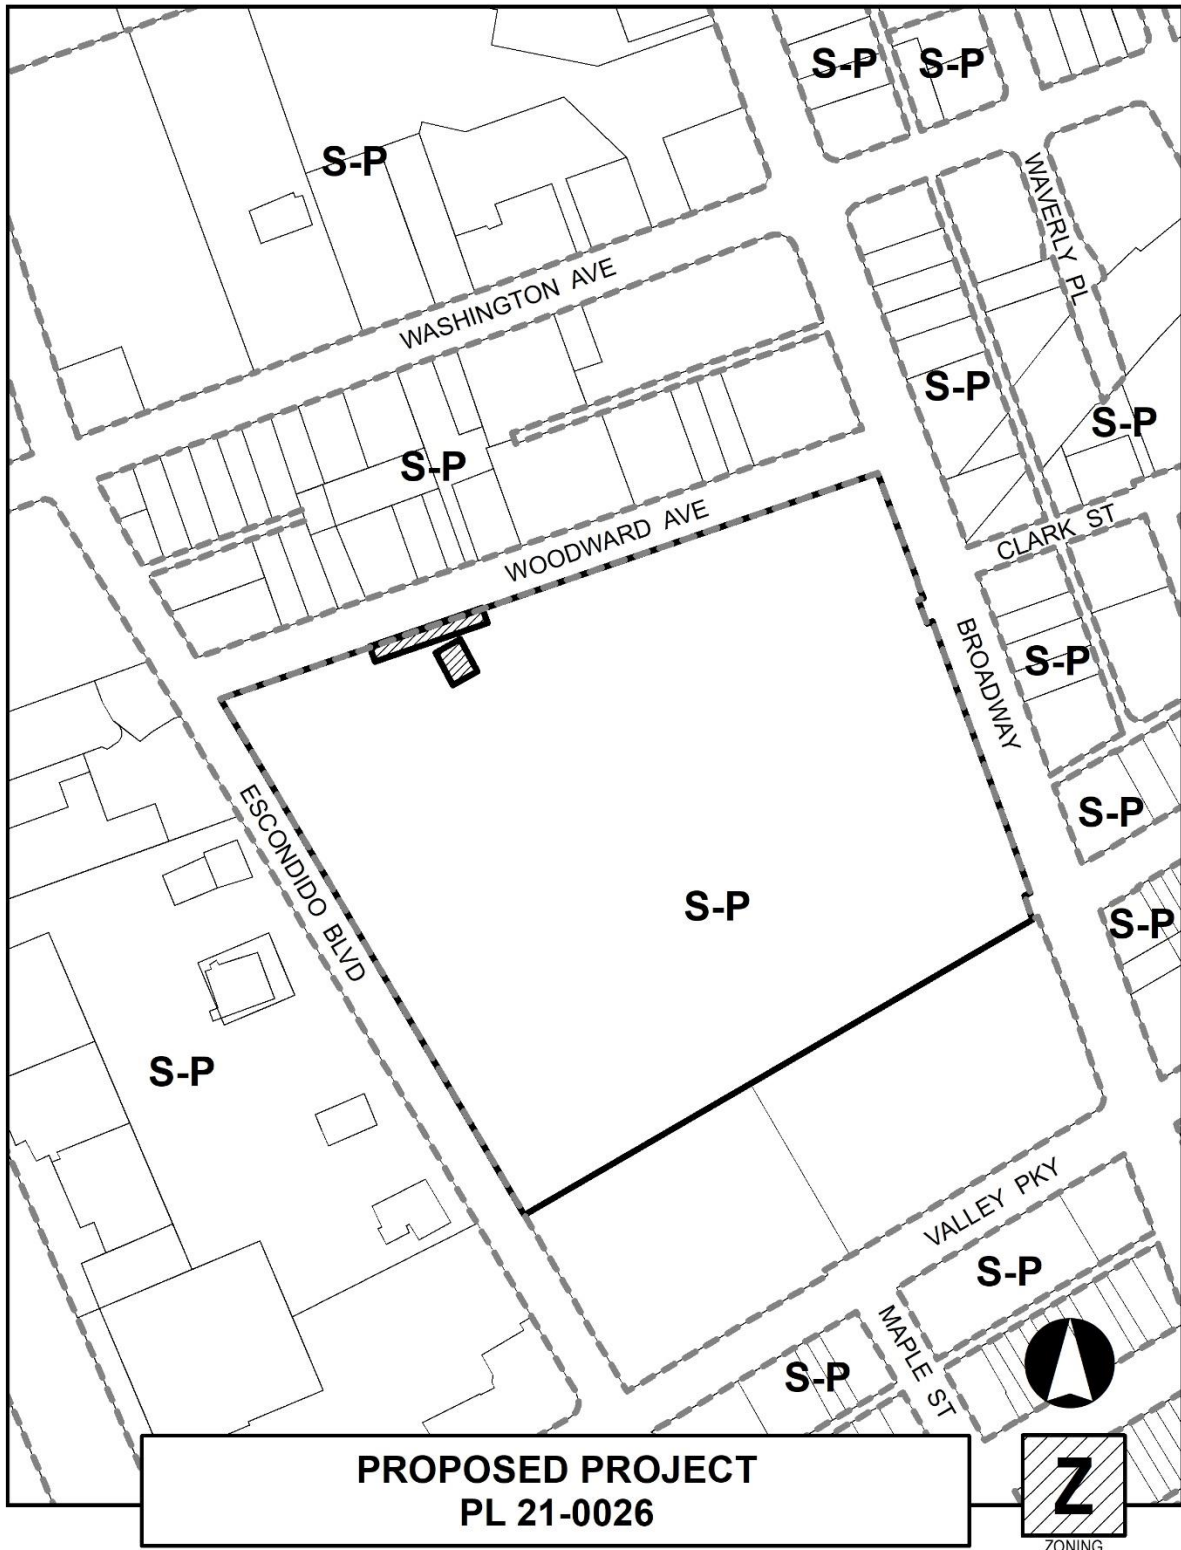 S-P
S-P
S-P
WAVERLY PL
WASHINGTON AVE
S-P
S-P
S-P
WOODWARD AVE
CLARK ST
BROADWAY
S-P
ESCONDIDO BLVD
S-P
S-P
S-P
S-P
VALLEY PKY
S-P
MAPLE ST
S-P
PROPOSED PROJECT
PL 21-0026
Z
ZONING